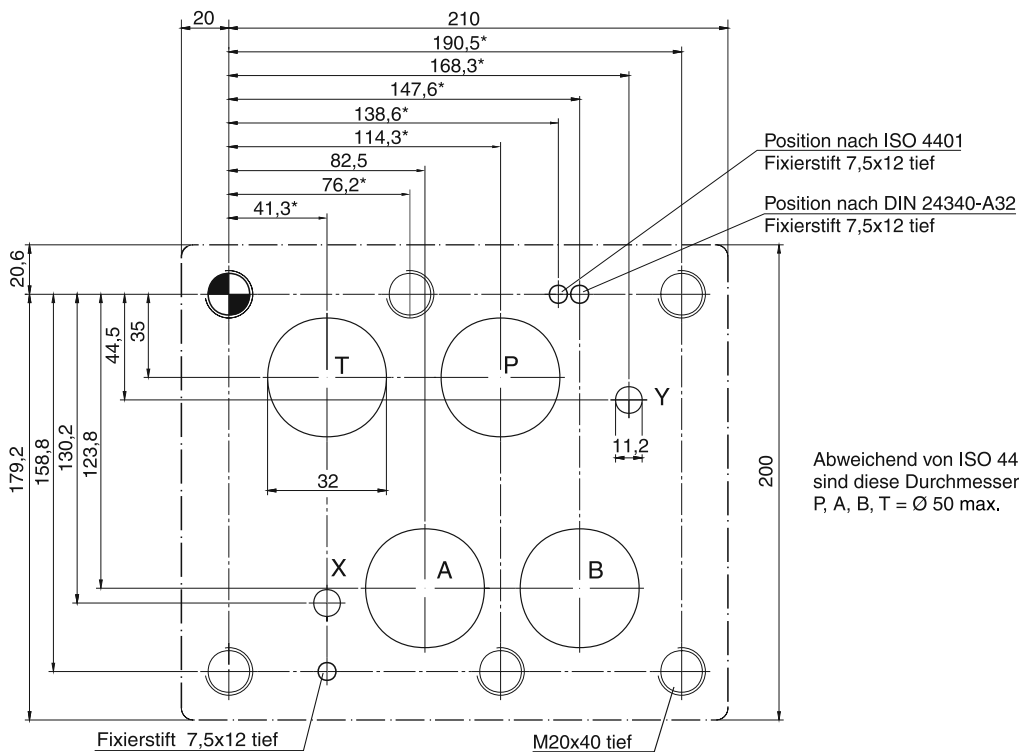 20
210
190,5*
168,3*
147,6*
138,6*
114,3*
82,5
76,2*
41,3*
Position nach ISO 4401
Fixierstift 7,5x12 tief
Position nach DIN 24340-A32
Fixierstift 7,5x12 tief
20,6
35
44,5
T
P
Y
11,2
179,2
158,8
130,2
123,8
32
200
Abweichend von ISO 44
sind diese Durchmesser
P, A, B, T = Ø 50 max.
X
A
B
Fixierstift 7,5x12 tief
M20x40 tief